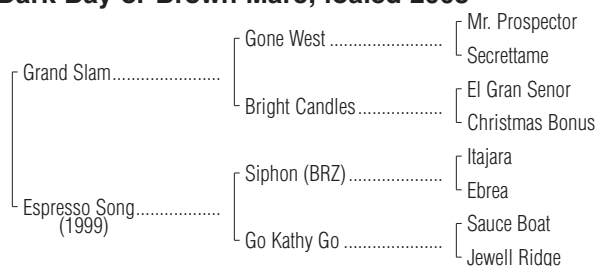 Dark Bay or Brown Mare; foaled 2008
Mr. Prospector
Gone West ........................
Secrettame
Grand Slam.......................
El Gran Senor
Bright Candles..................
Christmas Bonus
Itajara
Siphon (BRZ)....................
Ebrea
Espresso Song..................
(1999)
Sauce Boat
Go Kathy Go .....................
Jewell Ridge